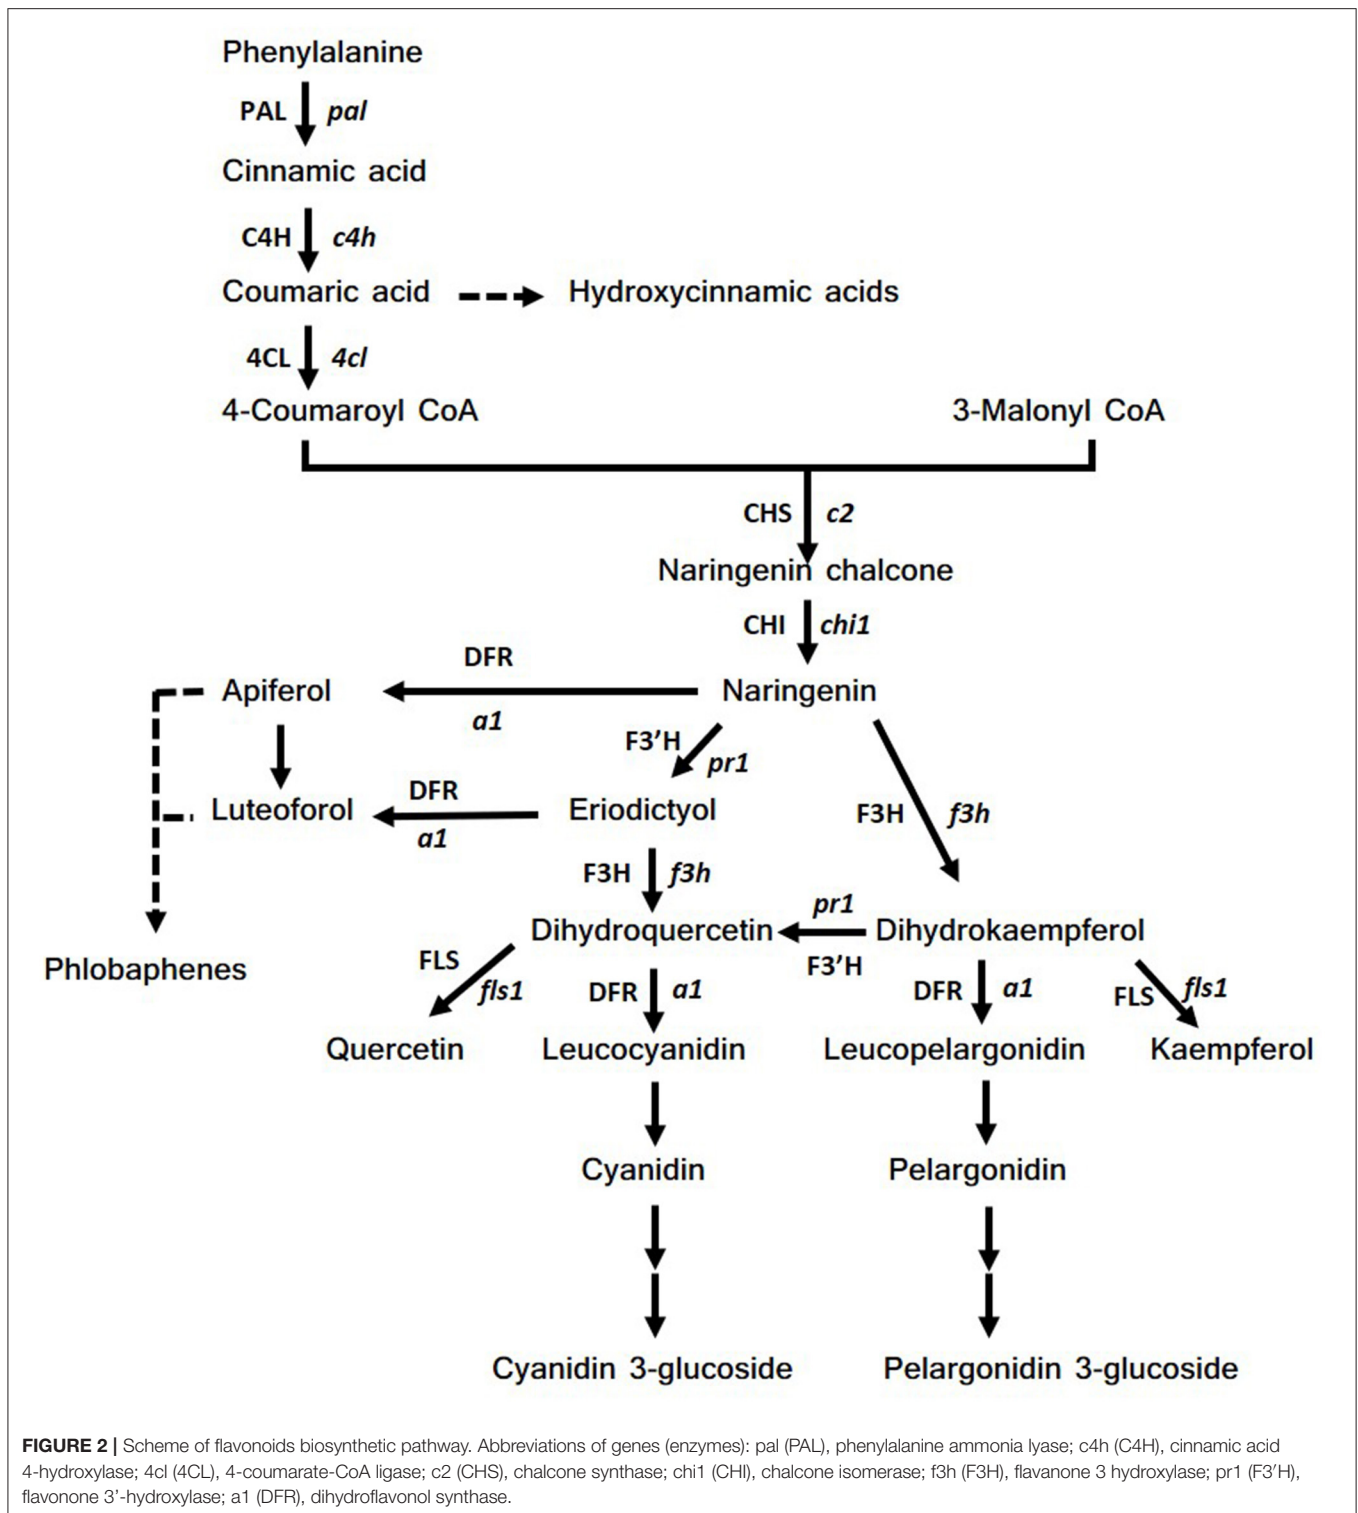 Phenylalanine
PAL pal
Cinnamic acid
C4H c4h
Coumaric acid Hydroxycinnamic acids
4CL 4cl
4-Coumaroyl CoA 3-Malonyl CoA
CHS c2
Naringenin chalcone
CHI chi1
DFR
Apiferol Naringenin
a1
F3’H pr1
DFR
Luteoforol Eriodictyol
a1
F3H f3h
F3H f3h
pr1
Dihydroquercetin Dihydrokaempferol
F3’H
Phlobaphenes
FLS fls1 DFR a1 DFR a1 FLS fls1
Quercetin Leucocyanidin Leucopelargonidin Kaempferol
Cyanidin Pelargonidin
Cyanidin 3-glucoside Pelargonidin 3-glucoside
FIGURE 2 | Scheme of flavonoids biosynthetic pathway. Abbreviations of genes (enzymes): pal (PAL), phenylalanine ammonia lyase; c4h (C4H), cinnamic acid
4-hydroxylase; 4cl (4CL), 4-coumarate-CoA ligase; c2 (CHS), chalcone synthase; chi1 (CHI), chalcone isomerase; f3h (F3H), flavanone 3 hydroxylase; pr1 (F3′H),
flavonone 3’-hydroxylase; a1 (DFR), dihydroflavonol synthase.